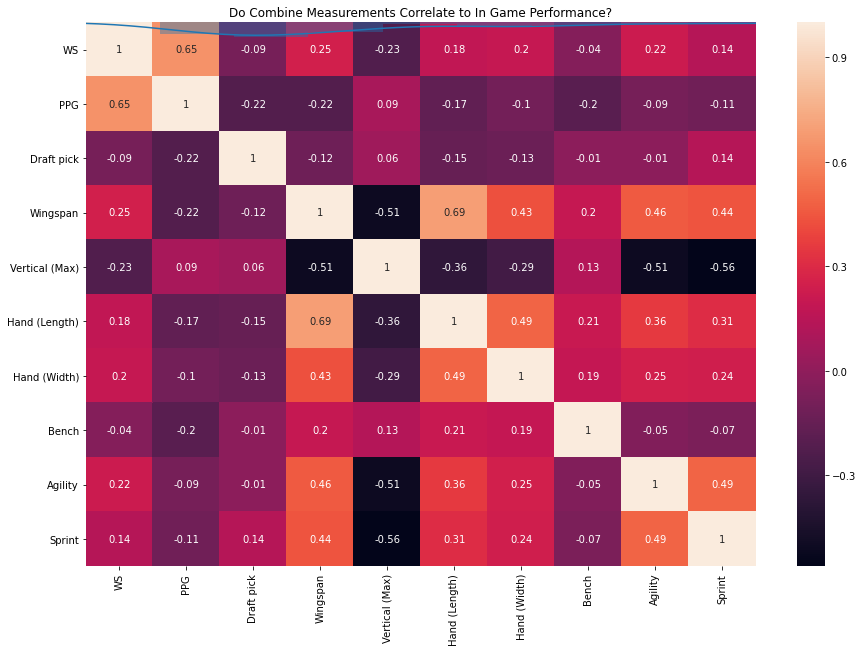 Do Combine Measurements Correlate to In Game Performance?
WS 1 0.65 -0.09 0.25 -0.23 0.18 0.2 -0.04 0.22 0.14
PPG 0.65 1 -0.22 -0.22 0.09 -0.17 -0.1 -0.2 -0.09 -0.11
Draft pick -0.09 -0.22 1 -0.12 0.06 -0.15 -0.13 -0.01 -0.01 0.14
Wingspan 0.25 -0.22 -0.12 1 -0.51 0.69 0.43 0.2 0.46 0.44
Vertical (Max) -0.23 0.09 0.06 -0.51 1 -0.36 -0.29 0.13 -0.51 -0.56
Hand (Length) 0.18 -0.17 -0.15 0.69 -0.36 1 0.49 0.21 0.36 0.31
Hand (Width) 0.2 -0.1 -0.13 0.43 -0.29 0.49 1 0.19 0.25 0.24
Bench -0.04 -0.2 -0.01 0.2 0.13 0.21 0.19 1 -0.05 -0.07
Agility 0.22 -0.09 -0.01 0.46 -0.51 0.36 0.25 -0.05 1 0.49
Sprint 0.14 -0.11 0.14 0.44 -0.56 0.31 0.24 -0.07 0.49 1
WS PPG Draft pick Wingspan Vertical (Max) Hand (Length) Hand (Width) Bench Agility Sprint
0.9
0.6
0.3
0.0
−0.3